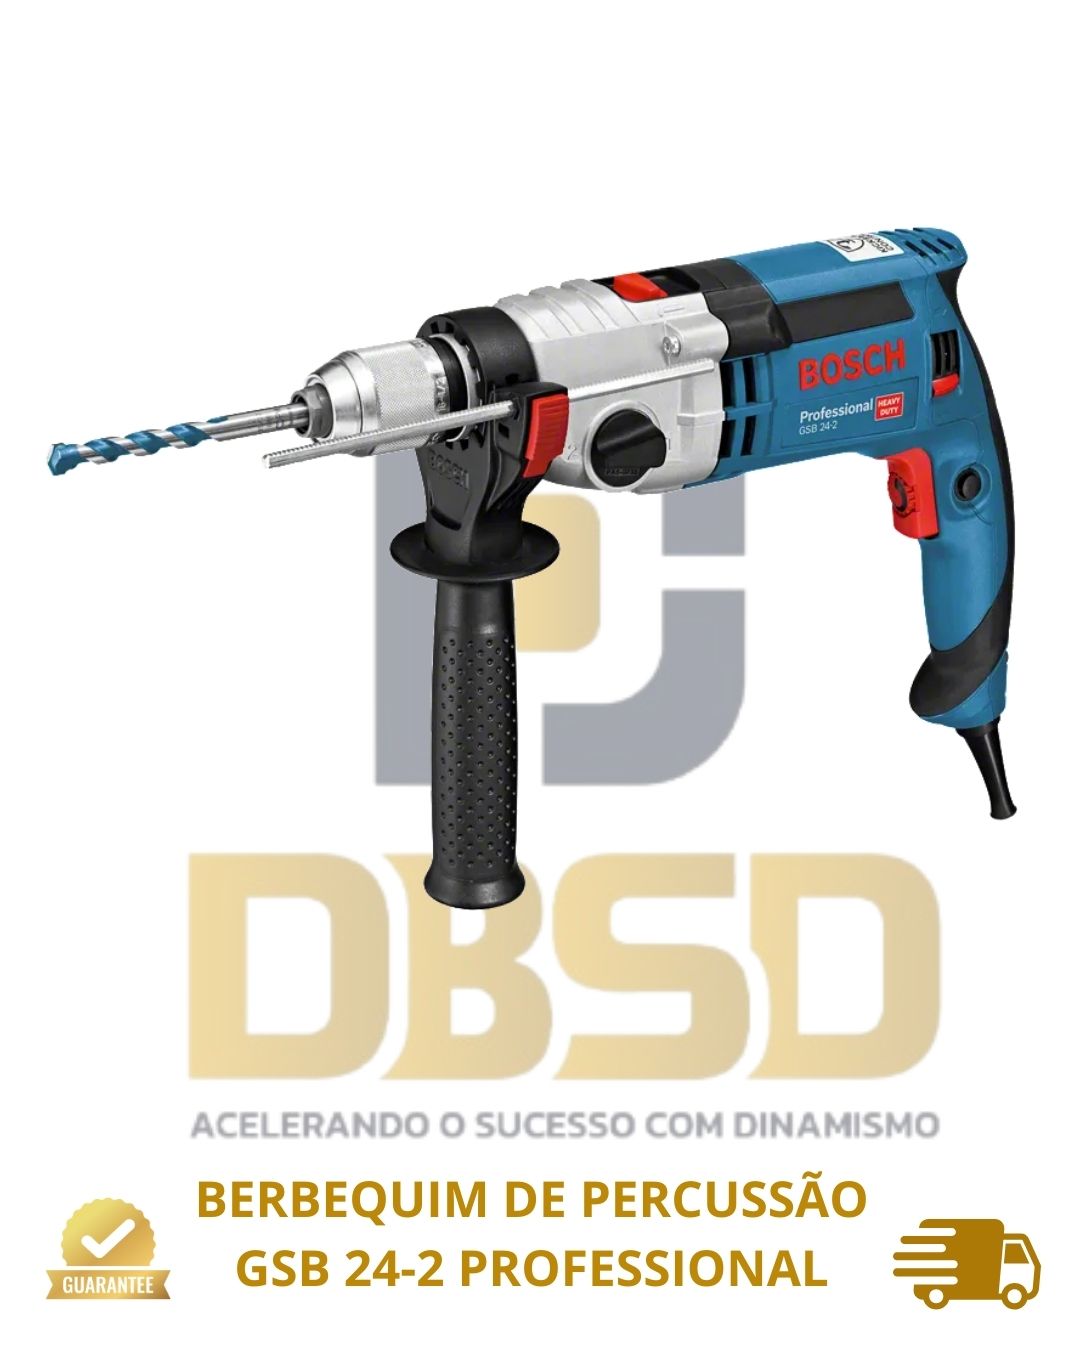 BOSCH
Professional HEAVY DUTY
GSB 24-2
BOSCH
DBSD
ACELERANDO O SUCESSO COM DINAMISMO
BERBEQUIM DE PERCUSSÃO
GSB 24-2 PROFESSIONAL
GUARANTEE